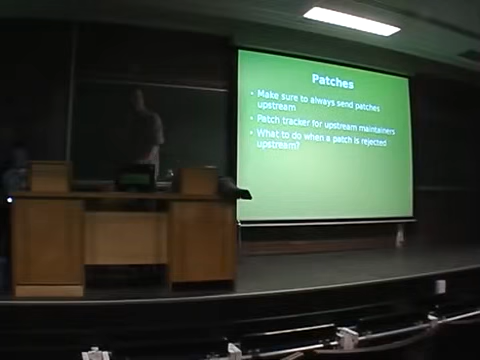 Patches
• Make sure to always send patches
upstream
• Patch tracker for upstream maintainers
• What to do when a patch is rejected
upstream?